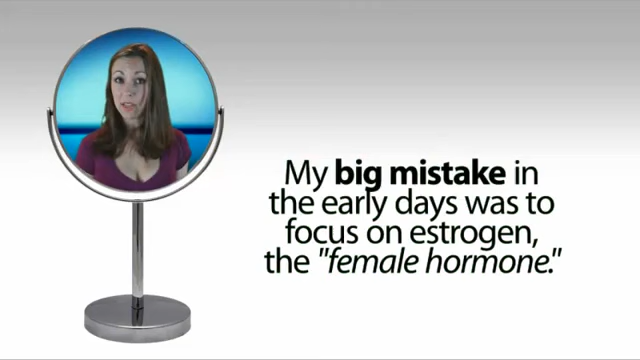 My big mistake in
the early days was to
focus on estrogen,
the "female hormone."